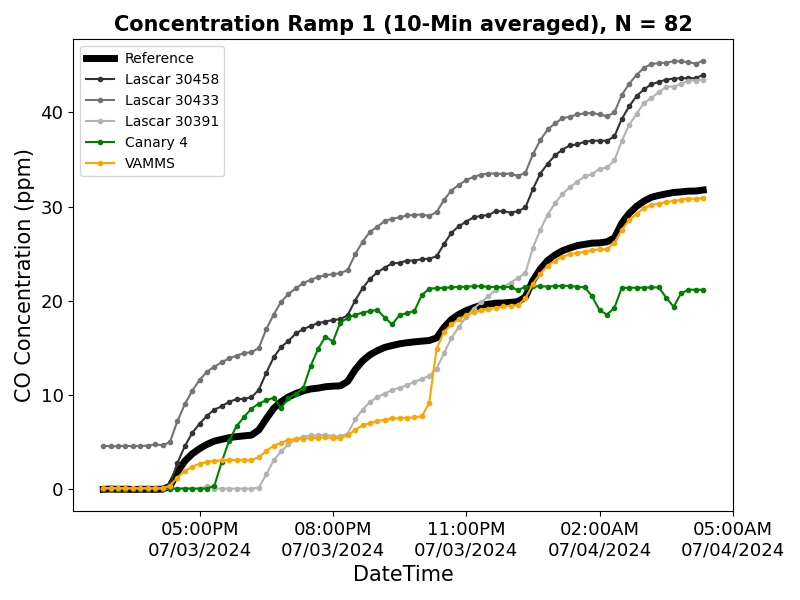 Concentration Ramp 1 (10-Min averaged), N = 82
Reference
Lascar 30458
Lascar 30433
Lascar 30391
Canary 4
VAMMS
CO Concentration (ppm)
40
30
20
10
0
05:00PM 08:00PM 11:00PM 02:00AM 05:00AM
07/03/2024 07/03/2024 07/03/2024 07/04/2024 07/04/2024
DateTime